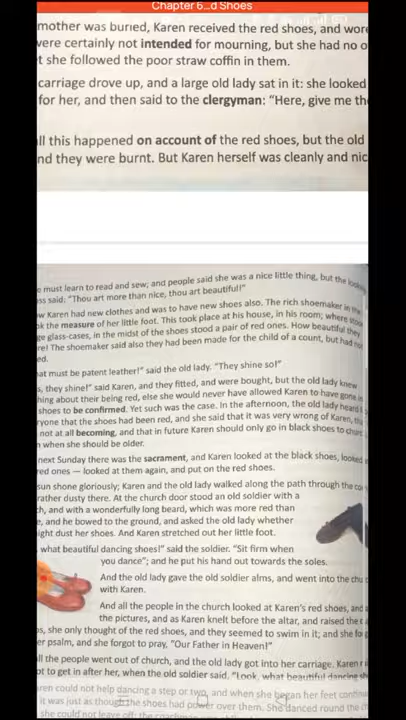 Chapter 6...d Shoes
mother was buried, Karen received the red shoes, and wore
were certainly not intended for mourning, but she had no o
t she followed the poor straw coffin in them.
carriage drove up, and a large old lady sat in it: she looked
for her, and then said to the clergyman: "Here, give me th
ll this happened on account of the red shoes, but the old
nd they were burnt. But Karen herself was cleanly and nic
e must learn to read and sew; and people said she was a nice little thing, but the looking
ss said: "Thou art more than nice, thou art beautiful!"
w Karen had new clothes and was to have new shoes also. The rich shoemaker in the
ok the measure of her little foot. This took place at his house, in his room; where stood
ge glass-cases, in the midst of the shoes stood a pair of red ones. How beautiful they
re! The shoemaker said also they had been made for the child of a count, but had not
ed.
at must be patent leather!" said the old lady. "They shine so!"
s, they shine!" said Karen, and they fitted, and were bought, but the old lady knew
hing about their being red, else she would never have allowed Karen to have gone in
shoes to be confirmed. Yet such was the case. In the afternoon, the old lady heard
ryone that the shoes had been red, and she said that it was very wrong of Karen,
not at all becoming, and that in future Karen should only go in black shoes to church
n when she should be older.
next Sunday there was the sacrament, and Karen looked at the black shoes, looked
red ones — looked at them again, and put on the red shoes.
sun shone gloriously; Karen and the old lady walked along the path through the co
rather dusty there. At the church door stood an old soldier with a
h, and with a wonderfully long beard, which was more red than
e, and he bowed to the ground, and asked the old lady whether
ight dust her shoes. And Karen stretched out her little foot.
, what beautiful dancing shoes!" said the soldier. "Sit firm when
you dance"; and he put his hand out towards the soles.
And the old lady gave the old soldier alms, and went into the chu
with Karen.
And all the people in the church looked at Karen's red shoes, and
the pictures, and as Karen knelt before the altar, and raised the c
s, she only thought of the red shoes, and they seemed to swim in it; and she fo
er psalm, and she forgot to pray, "Our Father in Heaven!"
ll the people went out of church, and the old lady got into her carriage. Karen r
ot to get in after her, when the old soldier said. "Look, what beautiful dancing sh
ren could not help dancing a step or two, and when she began her feet continu
it was just as though the shoes had power over them. She danced round the ch
she could not leave off: the coachman